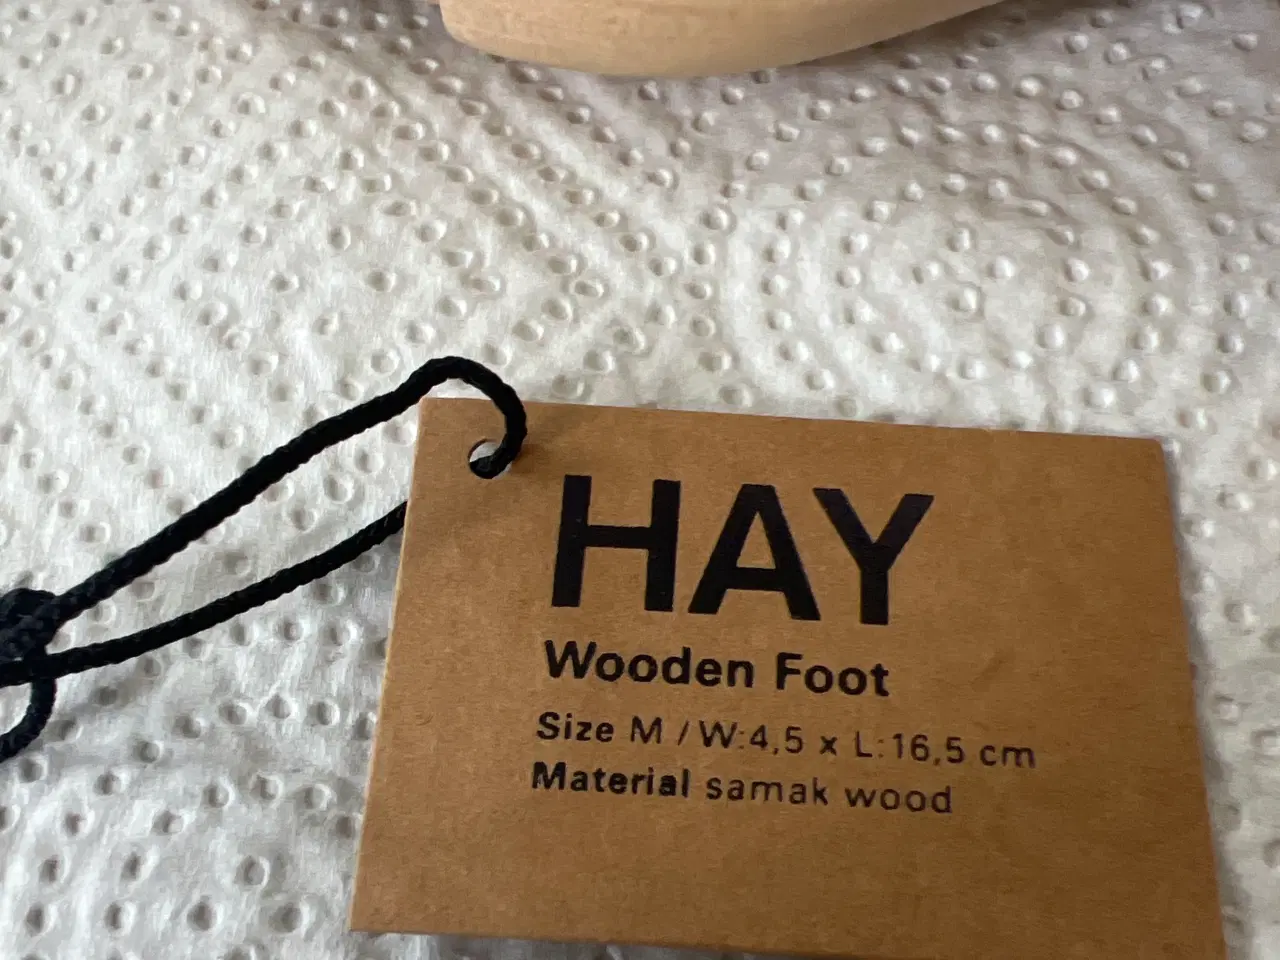 HAY
Wooden Foot
Size M / W:4,5 x L:16,5 cm
Material samak wood